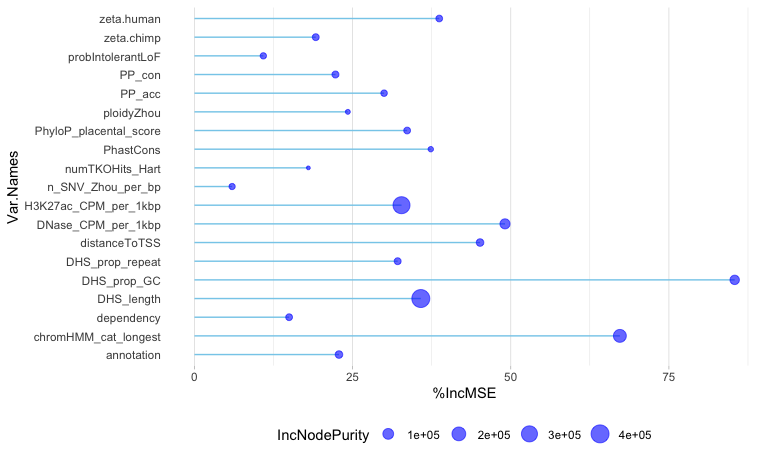 Var.Names
zeta.human
zeta.chimp
probIntolerantLoF
PP_con
PP_acc
ploidyZhou
PhyloP_placental_score
PhastCons
numTKOHits_Hart
n_SNV_Zhou_per_bp
H3K27ac_CPM_per_1kbp
DNase_CPM_per_1kbp
distanceToTSS
DHS_prop_repeat
DHS_prop_GC
DHS_length
dependency
chromHMM_cat_longest
annotation
0 25 50 75
%IncMSE
IncNodePurity 1e+05 2e+05 3e+05 4e+05